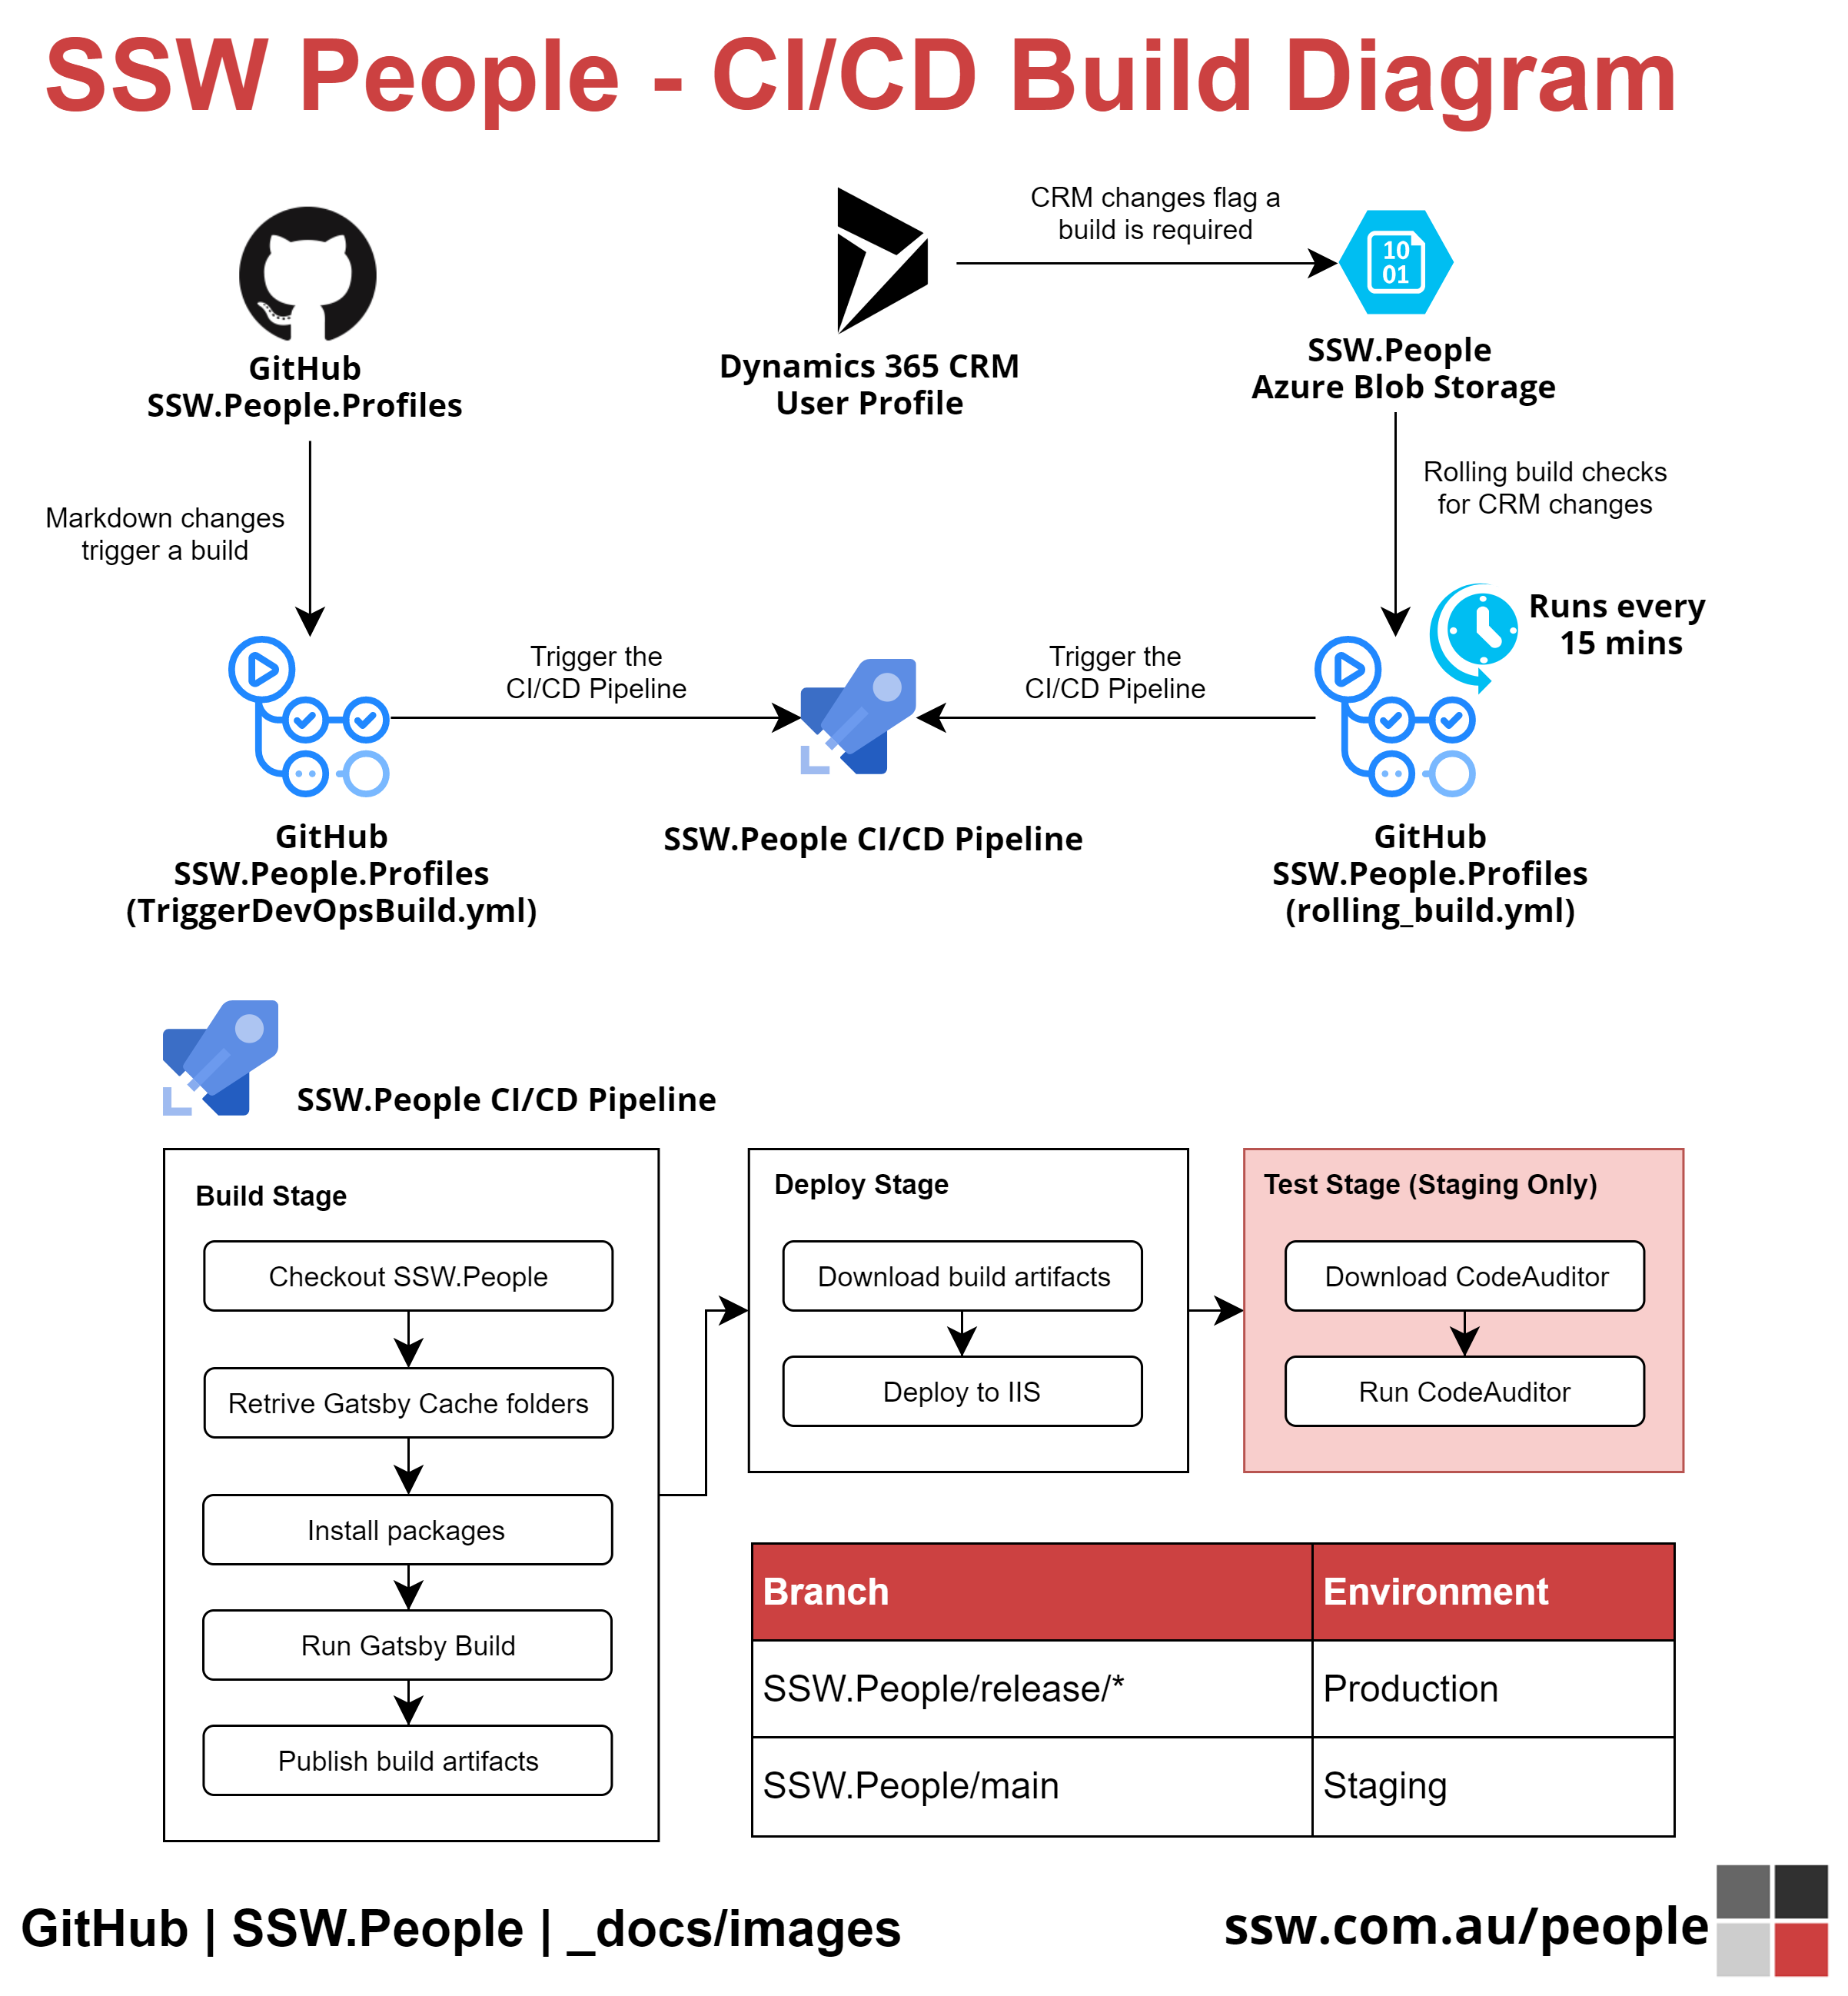 SSW People - CI/CD Build Diagram
CRM changes flag a
build is required
10
01
GitHub
SSW.People.Profiles
Dynamics 365 CRM
User Profile
SSW.People
Azure Blob Storage
Markdown changes
trigger a build
Rolling build checks
for CRM changes
Runs every
15 mins
Trigger the
CI/CD Pipeline
Trigger the
CI/CD Pipeline
GitHub
SSW.People.Profiles
(TriggerDevOpsBuild.yml)
SSW.People CI/CD Pipeline
GitHub
SSW.People.Profiles
(rolling_build.yml)
SSW.People CI/CD Pipeline
Build Stage
Checkout SSW.People
Retrive Gatsby Cache folders
Install packages
Run Gatsby Build
Publish build artifacts
Deploy Stage
Download build artifacts
Deploy to IIS
Test Stage (Staging Only)
Download CodeAuditor
Run CodeAuditor
Branch Environment
SSW.People/release/* Production
SSW.People/main Staging
GitHub | SSW.People | _docs/images
ssw.com.au/people